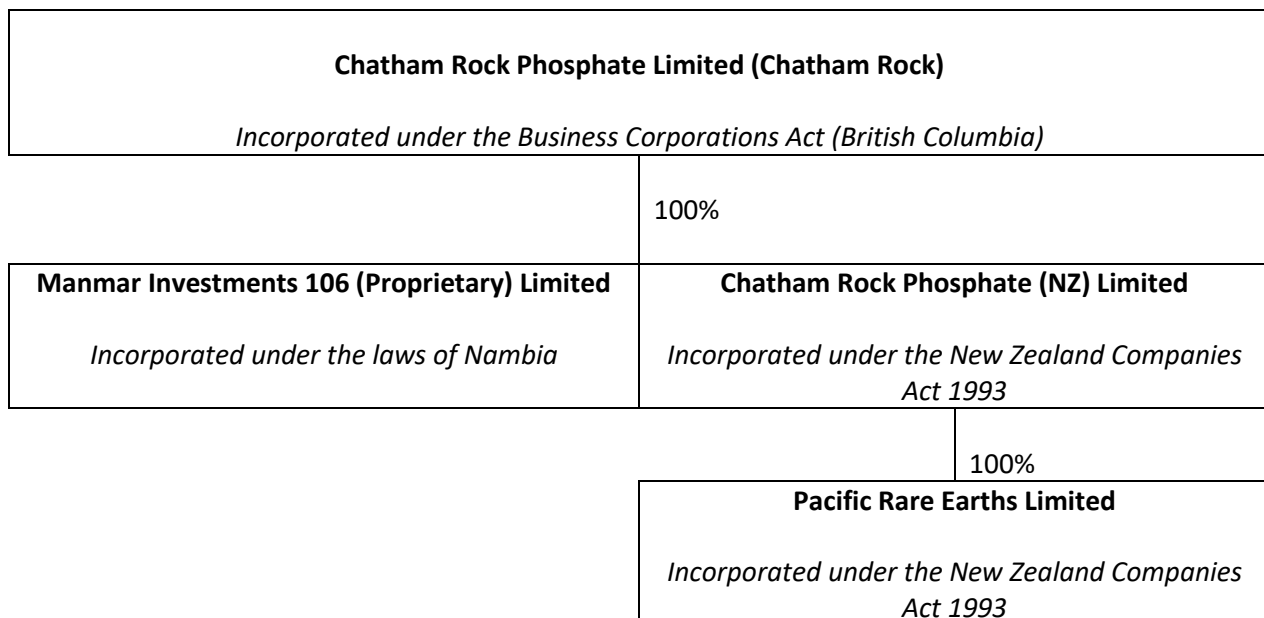 Chatham Rock Phosphate Limited (Chatham Rock)
Incorporated under the Business Corporations Act (British Columbia)
100%
Manmar Investments 106 (Proprietary) Limited
Incorporated under the laws of Nambia
Chatham Rock Phosphate (NZ) Limited
Incorporated under the New Zealand Companies
Act 1993
100%
Pacific Rare Earths Limited
Incorporated under the New Zealand Companies
Act 1993